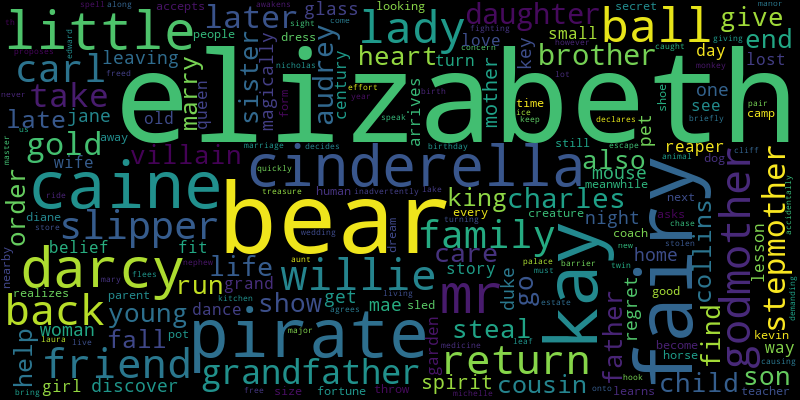 elizabeth
bear
pirate
fairy
cinderella
little
caine
darcy
mr
kay
slipper
family
godmother
stepmother
ball
lady
carl
take
gold
back
friend
grandfather
return
willie
king
charles
daughter
brother
heart
audrey
sister
later
glass
love
small
give
end
son
child
cousin
spirit
steal
show
life
run
young
fall
help
girl
discover
woman
belief
fit
villain
order
late
jane
leaving
marry
queen
magically
century
mother
turn
arrives
key
dress
people
looking
accepts
secret
day
lost
one
see
reaper
time
pet
mouse
also
meanwhile
care
story
night
creature
every
human
duke
go
get
mae
sled
father
regret
home
coach
collins
find
lesson
way
kevin
good
horse
become
teacher
learns
hook
onto
leaf
medicine
michelle
throw
fortune
size
free
pot
dance
grand
garden
dream
wedding
treasure
inadvertently
lake
quickly
marriage
decides
birthday
birth
year
effort
speak
form
old
away
wife
diane
store
ride
nearby
realizes
parent
mary
flees
nephew
aunt
major
agrees
living
kitchen
laura
live
bring
never
us
master
edward
freed
spell
along
awakens
sight
concern
fighting
however
come
caught
giving
monkey
manor
declares
ice
keep
lot
nicholas
still
escape
shoe
pair
camp
briefly
cliff
animal
dog
next
asks
chase
stolen
new
twin
palace
barrier
must
estate
turning
causing
demanding
accidentally